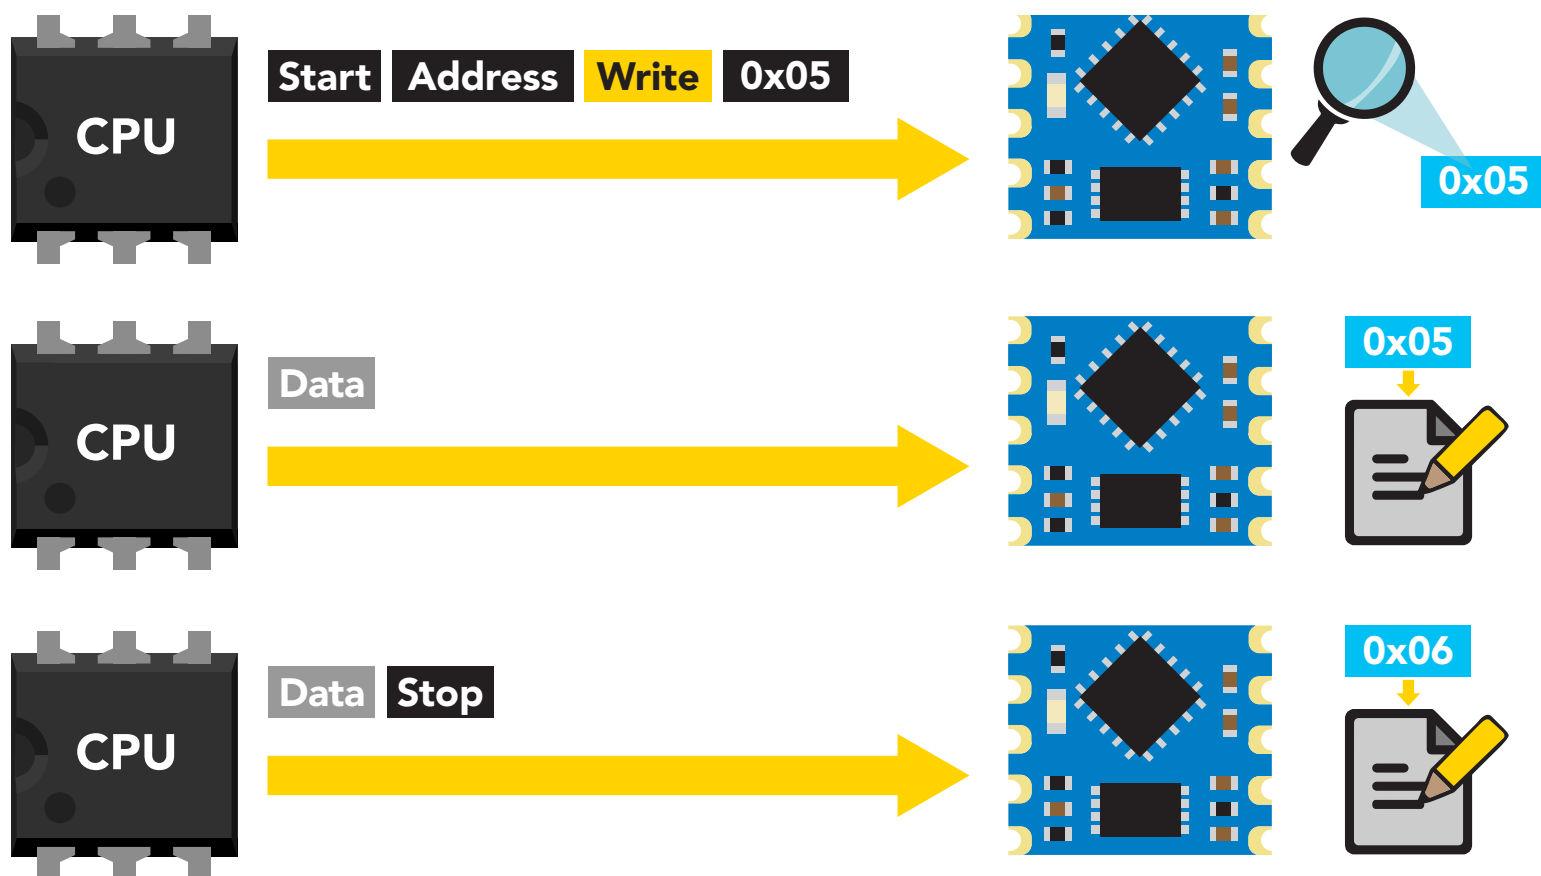 Start Address Write 0x05
CPU
0x05
Data
CPU
0x05
Data Stop
CPU
0x06